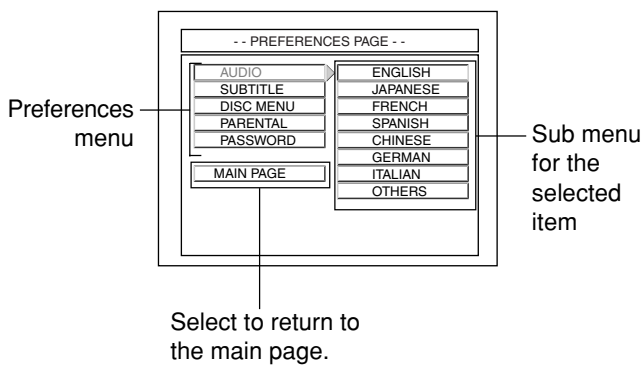 - - PREFERENCES PAGE - -
AUDIO
SUBTITLE
DISC MENU
PARENTAL
PASSWORD
MAIN PAGE
ENGLISH
JAPANESE
FRENCH
SPANISH
CHINESE
GERMAN
ITALIAN
OTHERS
Preferences
menu
Sub menu
for the
selected
item
Select to return to
the main page.